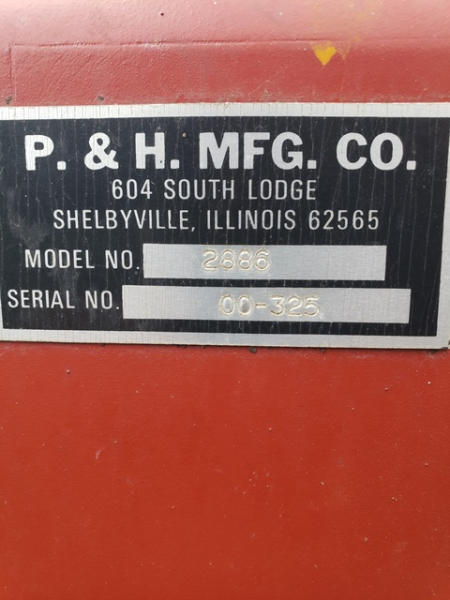 P. & H. MFG. CO.
604 SOUTH LODGE
SHELBYVILLE, ILLINOIS 62565
MODEL NO. 2886
SERIAL NO. 00-325